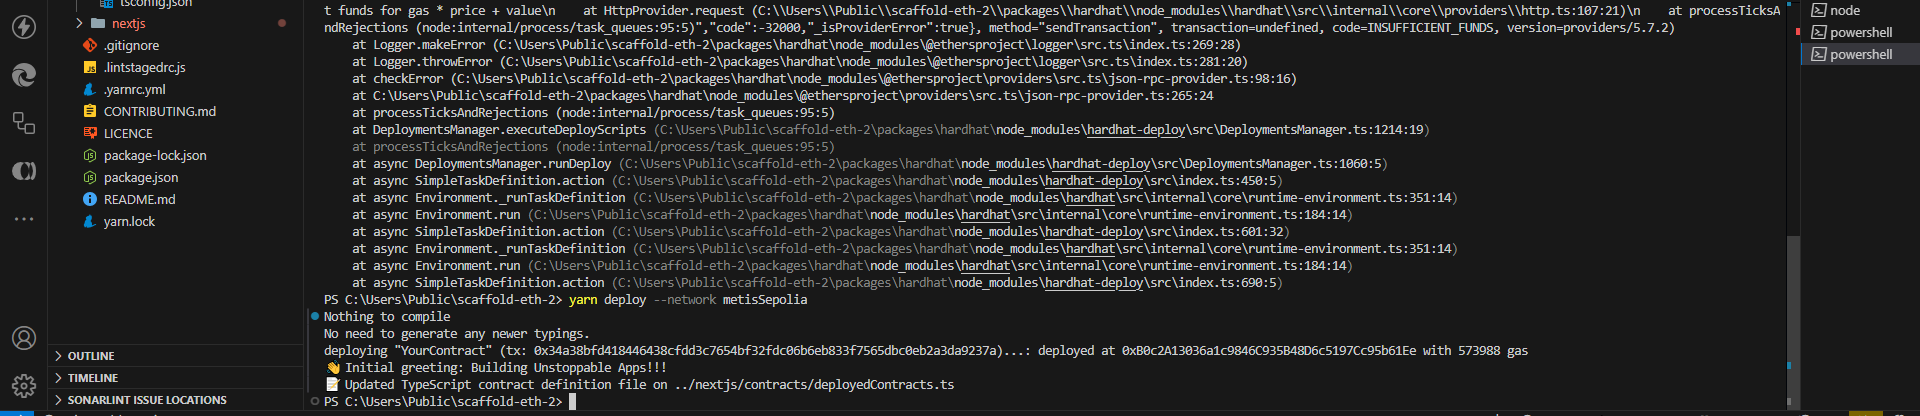 tsconfig.json
nextjs
.gitignore
.lintstagedrc.js
.yarnrc.yml
CONTRIBUTING.md
LICENCE
package-lock.json
package.json
README.md
yarn.lock
OUTLINE
TIMELINE
SONARLINT ISSUE LOCATIONS
t funds for gas * price + value\n    at HttpProvider.request (C:\\Users\\Public\\scaffold-eth-2\\packages\\hardhat\\node_modules\\hardhat\\src\\internal\\core\\providers\\http.ts:107:21)\n    at processTicksA
ndRejections (node:internal/process/task_queues:95:5)","code":-32000,"_isProviderError":true}, method="sendTransaction", transaction=undefined, code=INSUFFICIENT_FUNDS, version=providers/5.7.2)
at Logger.makeError (C:\Users\Public\scaffold-eth-2\packages\hardhat\node_modules\@ethersproject\logger\src.ts\index.ts:269:28)
at Logger.throwError (C:\Users\Public\scaffold-eth-2\packages\hardhat\node_modules\@ethersproject\logger\src.ts\index.ts:281:20)
at checkError (C:\Users\Public\scaffold-eth-2\packages\hardhat\node_modules\@ethersproject\providers\src.ts\json-rpc-provider.ts:98:16)
at C:\Users\Public\scaffold-eth-2\packages\hardhat\node_modules\@ethersproject\providers\src.ts\json-rpc-provider.ts:265:24
at processTicksAndRejections (node:internal/process/task_queues:95:5)
at DeploymentsManager.executeDeployScripts (C:\Users\Public\scaffold-eth-2\packages\hardhat\node_modules\hardhat-deploy\src\DeploymentsManager.ts:1214:19)
at processTicksAndRejections (node:internal/process/task_queues:95:5)
at async DeploymentsManager.runDeploy (C:\Users\Public\scaffold-eth-2\packages\hardhat\node_modules\hardhat-deploy\src\DeploymentsManager.ts:1060:5)
at async SimpleTaskDefinition.action (C:\Users\Public\scaffold-eth-2\packages\hardhat\node_modules\hardhat-deploy\src\index.ts:450:5)
at async Environment._runTaskDefinition (C:\Users\Public\scaffold-eth-2\packages\hardhat\node_modules\hardhat\src\internal\core\runtime-environment.ts:351:14)
at async Environment.run (C:\Users\Public\scaffold-eth-2\packages\hardhat\node_modules\hardhat\src\internal\core\runtime-environment.ts:184:14)
at async SimpleTaskDefinition.action (C:\Users\Public\scaffold-eth-2\packages\hardhat\node_modules\hardhat-deploy\src\index.ts:601:32)
at async Environment._runTaskDefinition (C:\Users\Public\scaffold-eth-2\packages\hardhat\node_modules\hardhat\src\internal\core\runtime-environment.ts:351:14)
at async Environment.run (C:\Users\Public\scaffold-eth-2\packages\hardhat\node_modules\hardhat\src\internal\core\runtime-environment.ts:184:14)
at async SimpleTaskDefinition.action (C:\Users\Public\scaffold-eth-2\packages\hardhat\node_modules\hardhat-deploy\src\index.ts:690:5)
PS C:\Users\Public\scaffold-eth-2> yarn deploy --network metisSepolia
Nothing to compile
No need to generate any newer typings.
deploying "YourContract" (tx: 0x34a38bfd418446438cfdd3c7654bf32fdc06b6eb833f7565dbc0eb2a3da9237a)...: deployed at 0xB0c2A13036a1c9846C935B48D6c5197Cc95b61Ee with 573988 gas
👋 Initial greeting: Building Unstoppable Apps!!!
📝 Updated TypeScript contract definition file on ../nextjs/contracts/deployedContracts.ts
PS C:\Users\Public\scaffold-eth-2>
node
powershell
powershell